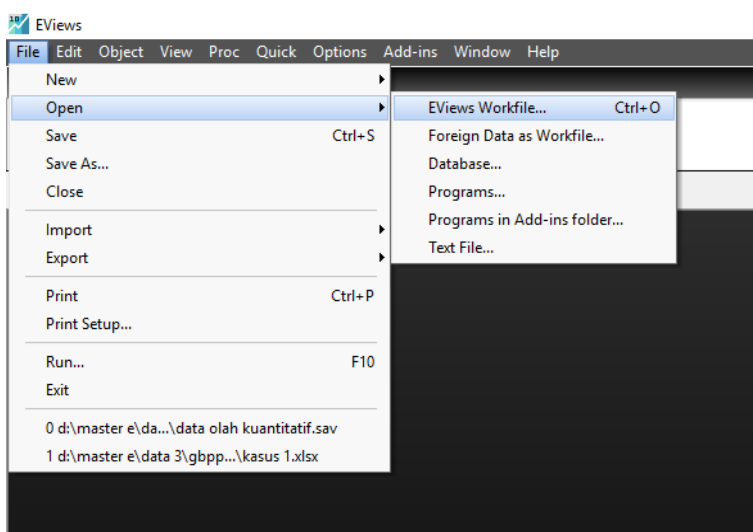 10 EViews
File Edit Object View Proc Quick Options Add-ins Window Help
New
Open
Save Ctrl+S
Save As...
Close
Import
Export
Print Ctrl+P
Print Setup...
Run... F10
Exit
0 d:\master e\da...\data olah kuantitatif.sav
1 d:\master e\data 3\gbpp...\kasus 1.xlsx
EViews Workfile... Ctrl+O
Foreign Data as Workfile...
Database...
Programs...
Programs in Add-ins folder...
Text File...